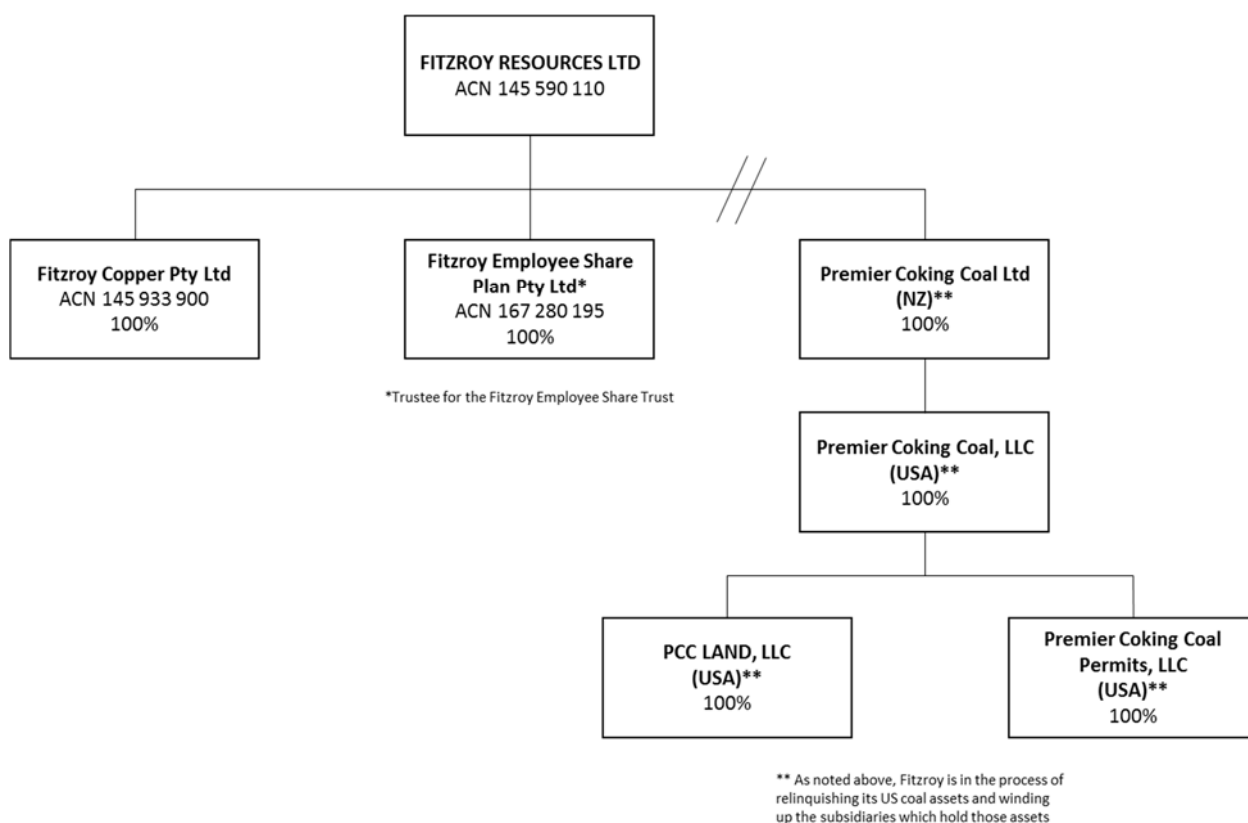 FITZROY RESOURCES LTD
ACN 145 590 110
Fitzroy Copper Pty Ltd
ACN 145 933 900
100%
Fitzroy Employee Share
Plan Pty Ltd*
ACN 167 280 195
100%
Premier Coking Coal Ltd
(NZ)**
100%
*Trustee for the Fitzroy Employee Share Trust
Premier Coking Coal, LLC
(USA)**
100%
PCC LAND, LLC
(USA)**
100%
Premier Coking Coal
Permits, LLC
(USA)**
100%
** As noted above, Fitzroy is in the process of
relinquishing its US coal assets and winding
up the subsidiaries which hold those assets